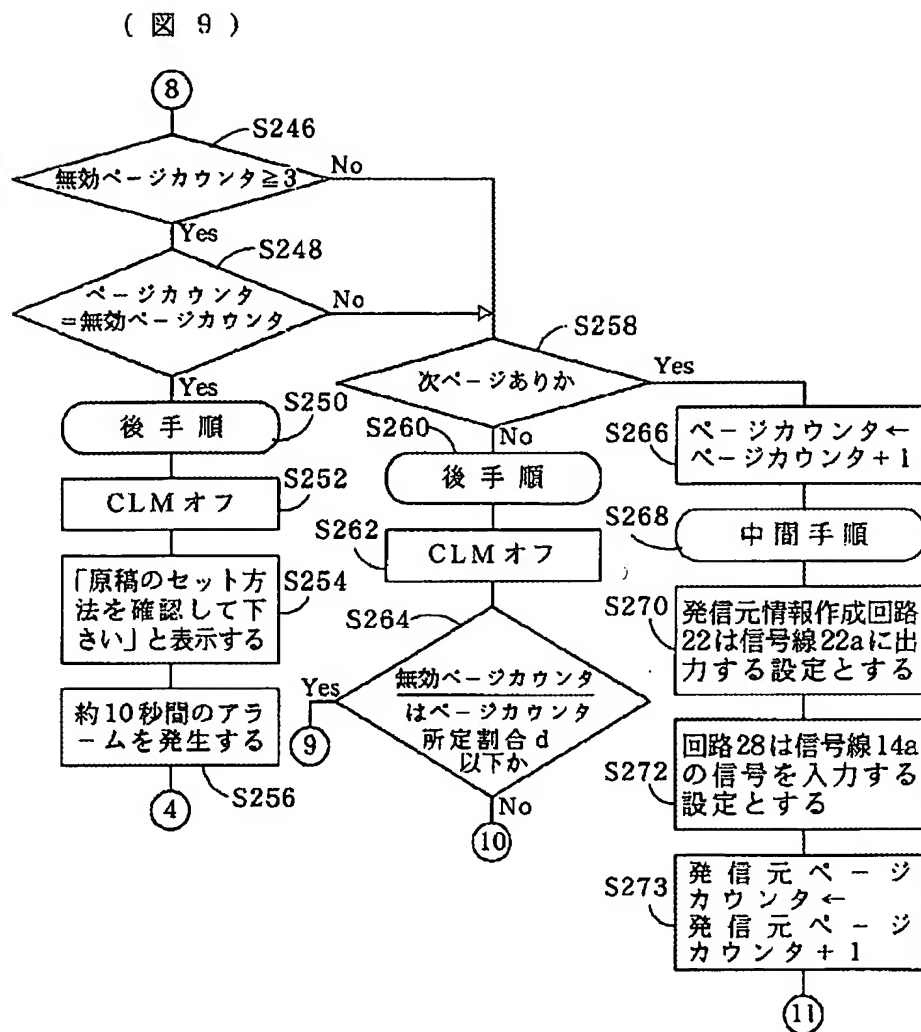 (図 9)
8
S246
無効ページカウンタ≧3
No
Yes
S248
ページカウンタ
=無効ページカウンタ
No
Yes
S258
次ページありか
Yes
No
S250
後手順
S252
CLMオフ
S254
「原稿のセット方
法を確認して下
さい」と表示する
約10秒間のアラ
ームを発生する
S256
4
S260
後手順
S262
CLMオフ
S264
無効ページカウンタ
はページカウンタ
所定割合d
以下か
Yes
9
No
10
S266
ページカウンタ←
ページカウンタ+1
S268
中間手順
S270
発信元情報作成回路
22は信号線22aに出
力する設定とする
S272
回路28は信号線14a
の信号を入力する
設定とする
S273
発信元ページ
カウンタ←
発信元ページ
カウンタ+1
11